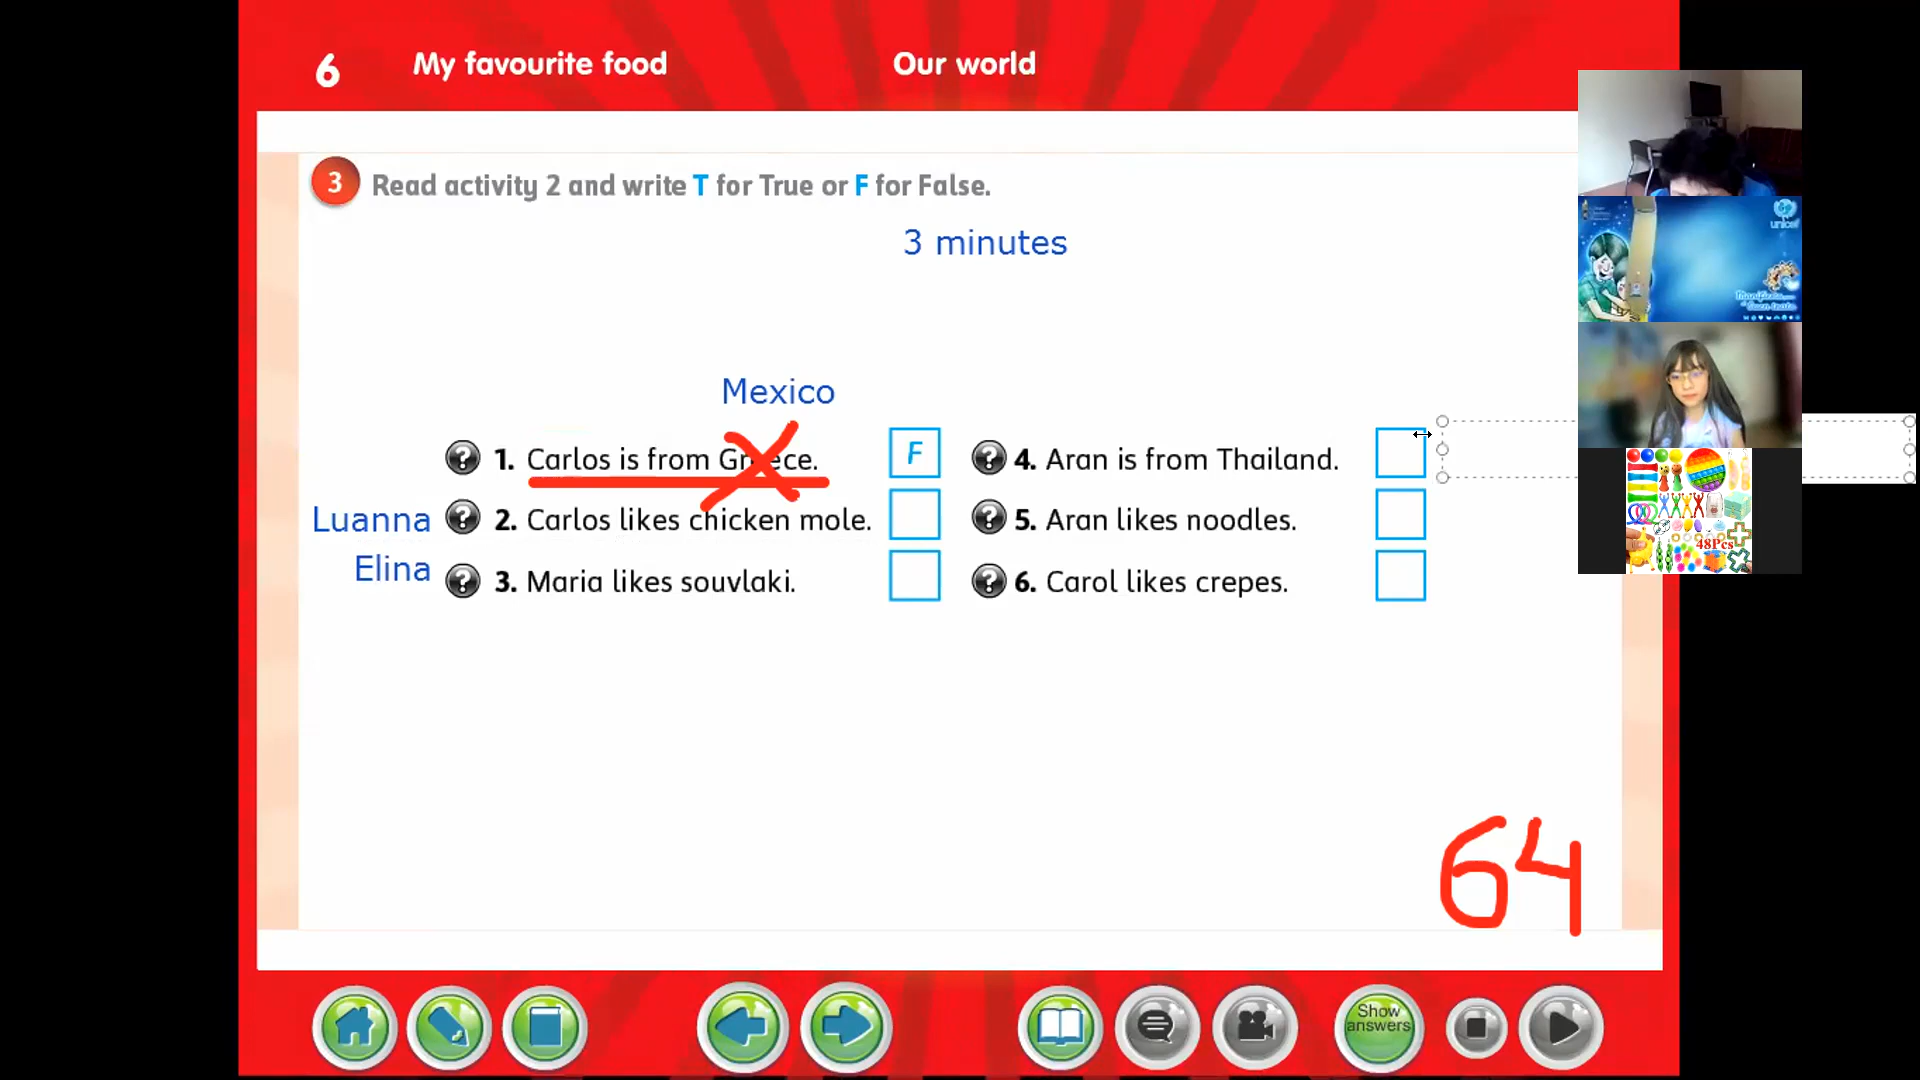 6 My favourite food Our world
3 Read activity 2 and write T for True or F for False.
3 minutes
Mexico
1. Carlos is from Greece. F
Luanna 2. Carlos likes chicken mole.
Elina 3. Maria likes souvlaki.
4. Aran is from Thailand.
5. Aran likes noodles.
6. Carol likes crepes.
unicef
48Pcs
64
Show
answers